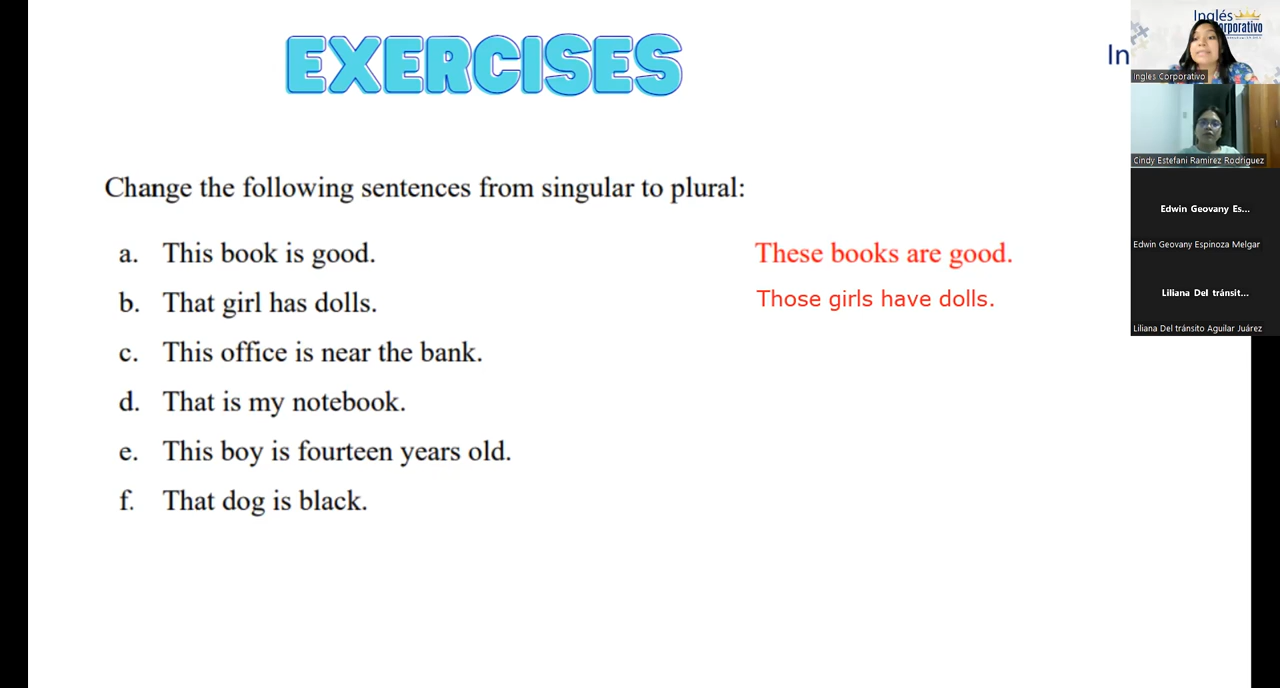 EXERCISES
In
Inglés
orporativo
Ingles Corporativo
Cindy Estefani Ramirez Rodriguez
Edwin Geovany Es...
Edwin Geovany Espinoza Melgar
Liliana Del tránsit...
Liliana Del tránsito Aguilar Juárez
Change the following sentences from singular to plural:
a. This book is good. These books are good.
b. That girl has dolls. Those girls have dolls.
c. This office is near the bank.
d. That is my notebook.
e. This boy is fourteen years old.
f. That dog is black.